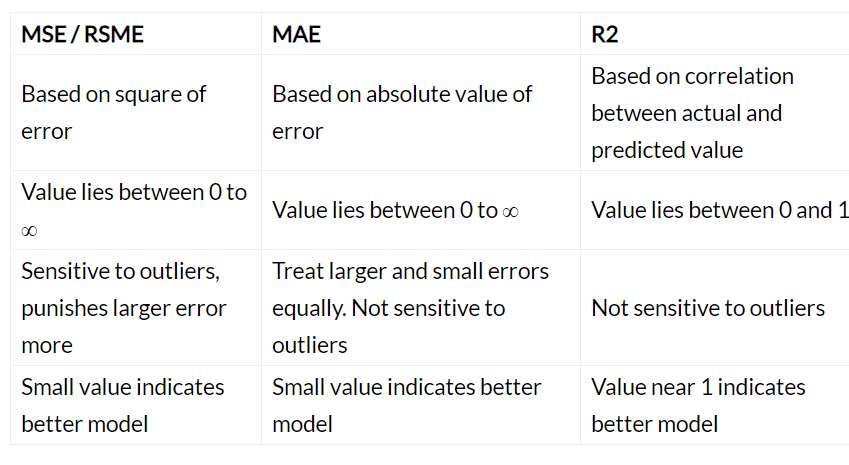 MSE / RSME
MAE
R2
Based on square of
error
Based on absolute value of
error
Based on correlation
between actual and
predicted value
Value lies between 0 to
∞
Value lies between 0 to ∞
Value lies between 0 and 1
Sensitive to outliers,
punishes larger error
more
Treat larger and small errors
equally. Not sensitive to
outliers
Not sensitive to outliers
Small value indicates
better model
Small value indicates better
model
Value near 1 indicates
better model